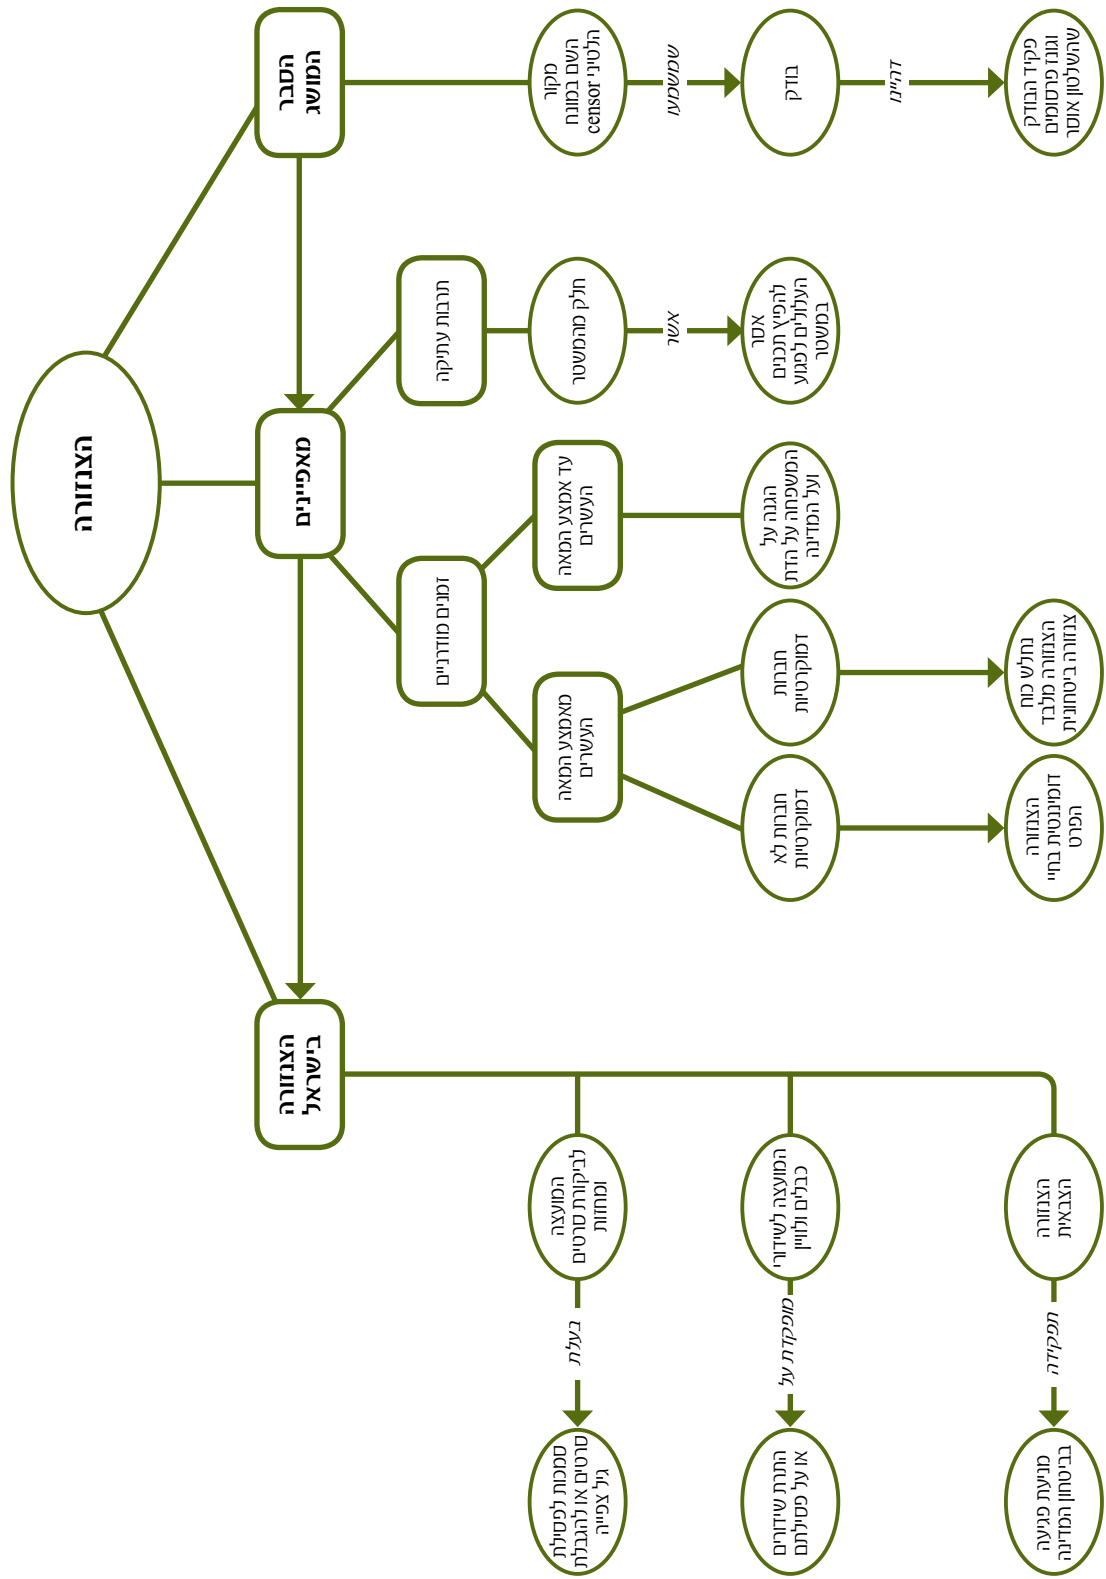 הצנזורה
הסבר
המושג
מקור
השם במונח
הלטיני censor
שמשמעו
בודק
דהיינו
פקיד הבודק
וגונז פרסומים
שהשלטון אוסר
מאפיינים
תרבות עתיקה
חלק מהמשטר
אשר
אסר
להפיץ תכנים
העלולים לפגוע
במשטר
זמנים מודרניים
עד אמצע המאה
העשרים
הגנה על
המשפחה על הדת
ועל המדינה
מאמצע המאה
העשרים
חברות
דמוקרטיות
נחלש כוח
הצנזורה מלבד
צנזורה ביטחונית
חברות לא
דמוקרטיות
הצנזורה
דומיננטית בחיי
הפרט
הצנזורה
בישראל
המועצה
לביקורת סרטים
ומחזות
בעלת
סמכות לפסילת
סרטים או להגבלת
גיל צפייה
המועצה לשידורי
כבלים ולוויין
מופקדת על
התרת שידורים
או על פסילתם
הצנזורה
הצבאית
תפקידה
מניעת פגיעה
בביטחון המדינה